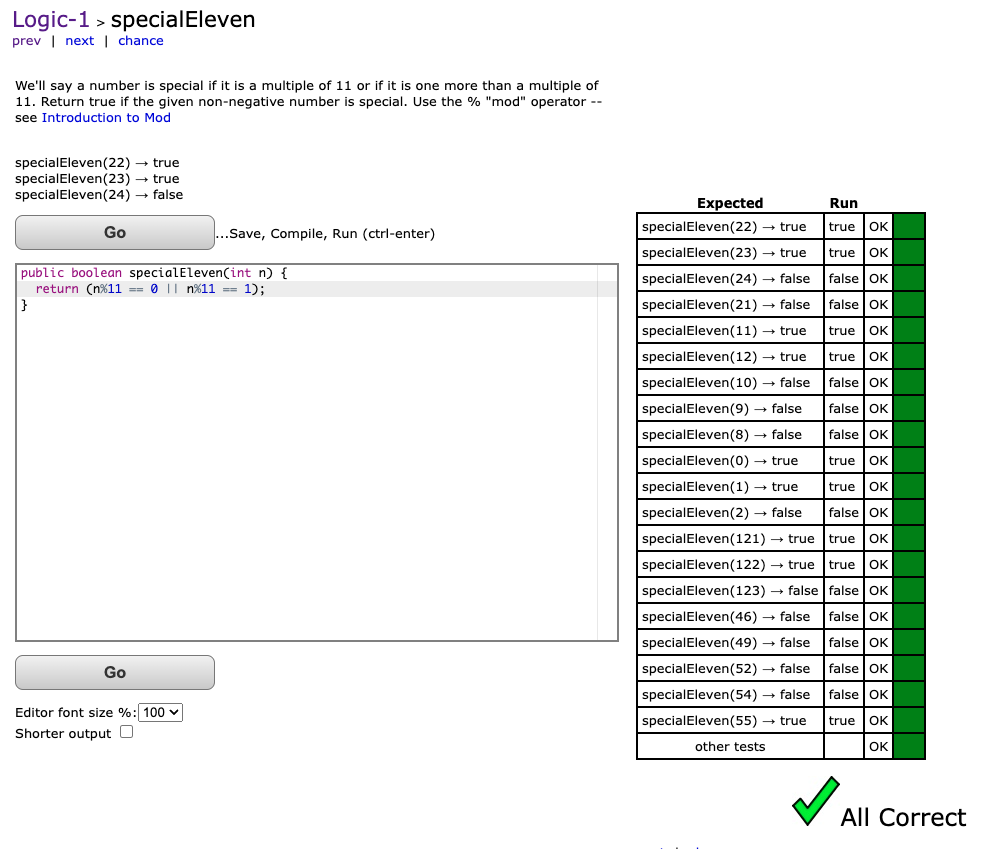 Logic-1 > specialEleven
prev | next | chance
We'll say a number is special if it is a multiple of 11 or if it is one more than a multiple of
11. Return true if the given non-negative number is special. Use the % "mod" operator --
see Introduction to Mod
specialEleven(22) → true
specialEleven(23) → true
specialEleven(24) → false
Go
...Save, Compile, Run (ctrl-enter)
public boolean specialEleven(int n) {
  return (n%11 == 0 || n%11 == 1);
}
Go
Editor font size %: 100
Shorter output
Expected Run
specialEleven(22) → true true OK
specialEleven(23) → true true OK
specialEleven(24) → false false OK
specialEleven(21) → false false OK
specialEleven(11) → true true OK
specialEleven(12) → true true OK
specialEleven(10) → false false OK
specialEleven(9) → false false OK
specialEleven(8) → false false OK
specialEleven(0) → true true OK
specialEleven(1) → true true OK
specialEleven(2) → false false OK
specialEleven(121) → true true OK
specialEleven(122) → true true OK
specialEleven(123) → false false OK
specialEleven(46) → false false OK
specialEleven(49) → false false OK
specialEleven(52) → false false OK
specialEleven(54) → false false OK
specialEleven(55) → true true OK
other tests OK
All Correct